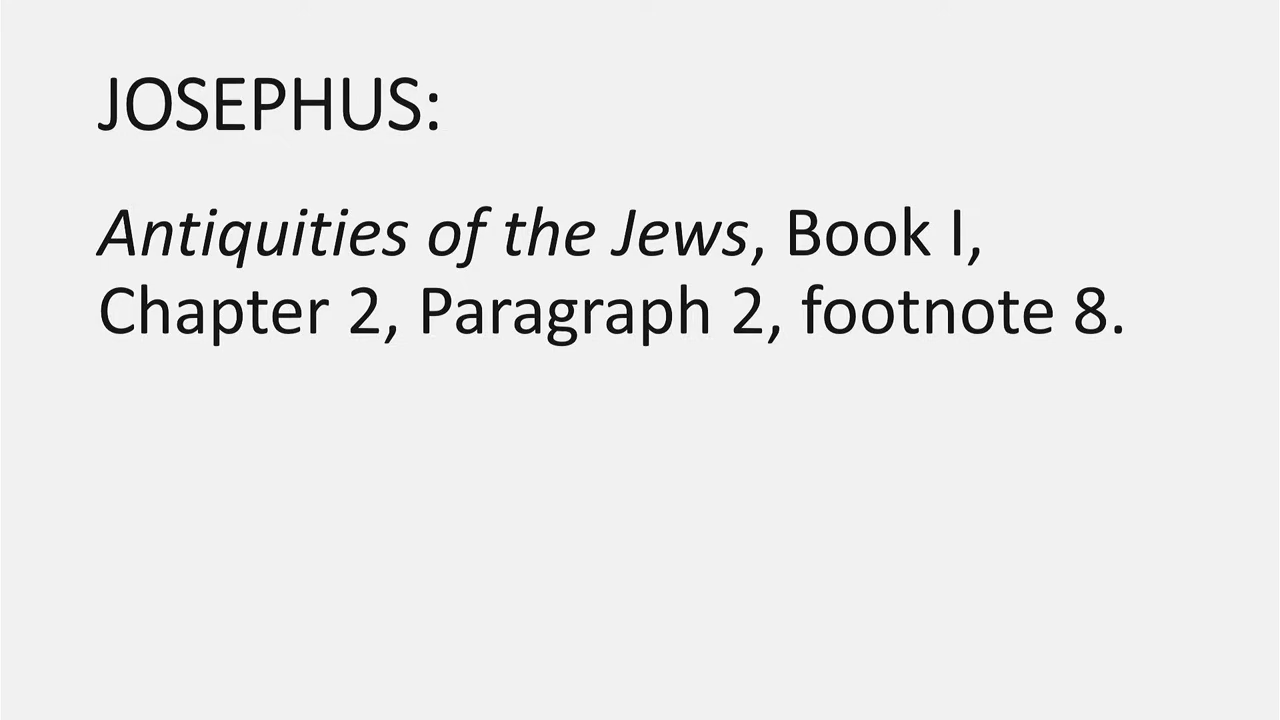 JOSEPHUS:
Antiquities of the Jews, Book I,
Chapter 2, Paragraph 2, footnote 8.